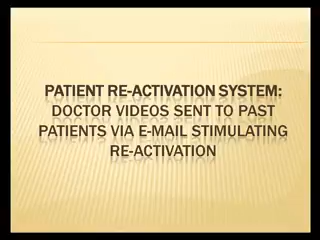 PATIENT RE-ACTIVATION SYSTEM:
DOCTOR VIDEOS SENT TO PAST
PATIENTS VIA E-MAIL STIMULATING
RE-ACTIVATION